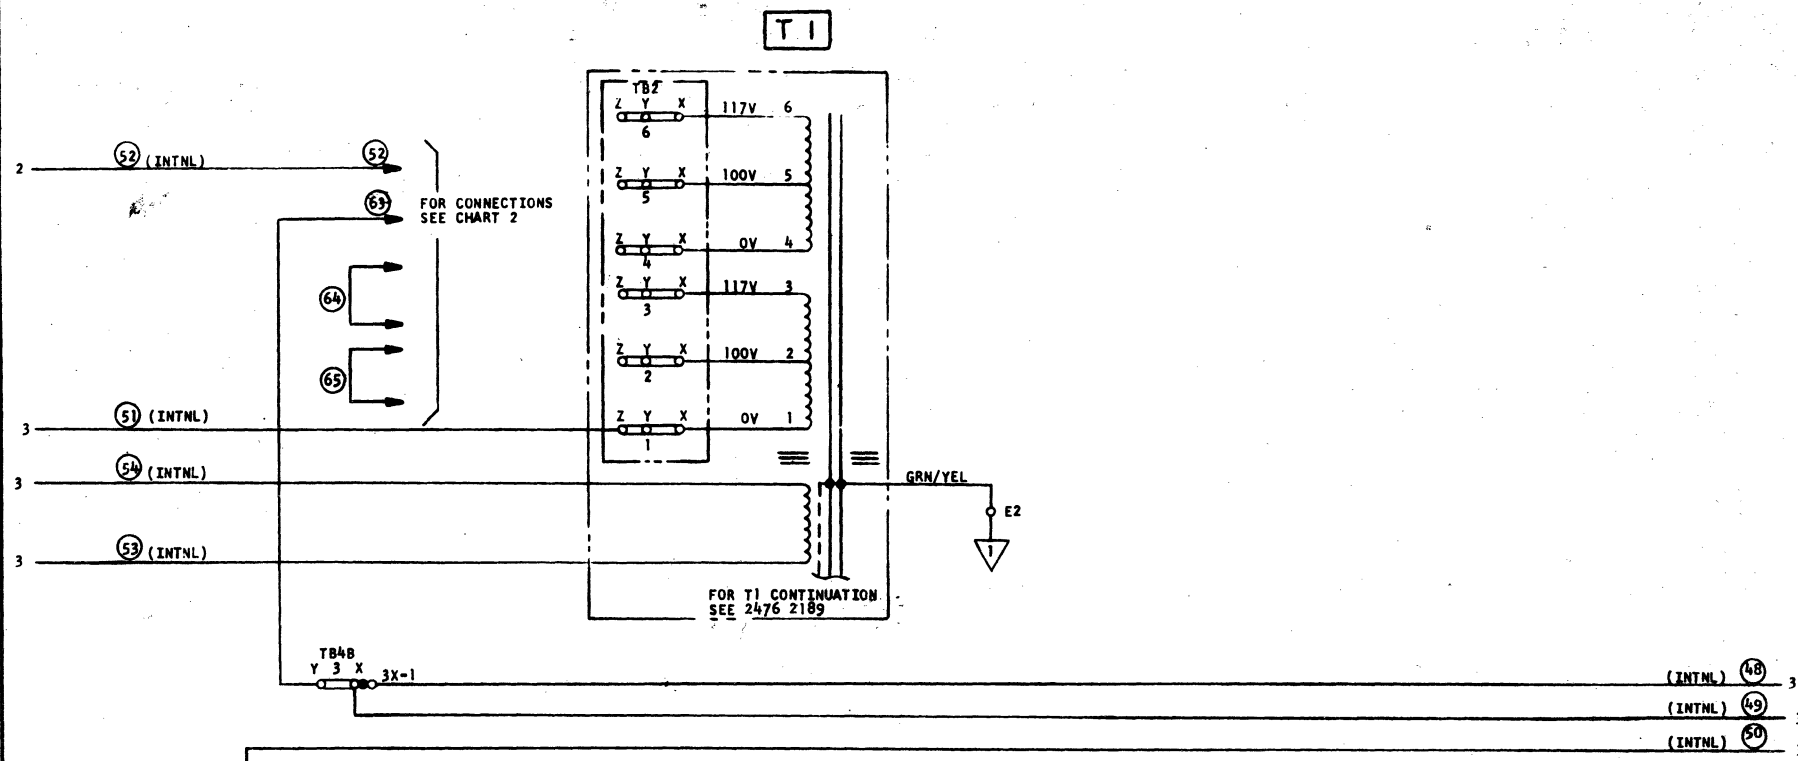 T 1
TB2
Z Y X 117V 6
6
52 (INTNL) 52
2
Z Y X 100V 5
5
63 FOR CONNECTIONS
SEE CHART 2
Z Y X 0V 4
4
Z Y X 117V 3
64
3
Z Y X 100V 2
65
2
51 (INTNL)
3
Z Y X 0V 1
1
54 (INTNL)
3
GRN/YEL
E2
1
53 (INTNL)
3
FOR T1 CONTINUATION
SEE 2476 2189
TB4B
Y 3 X 3X-1
(INTNL) 48
3
(INTNL) 49
(INTNL) 50